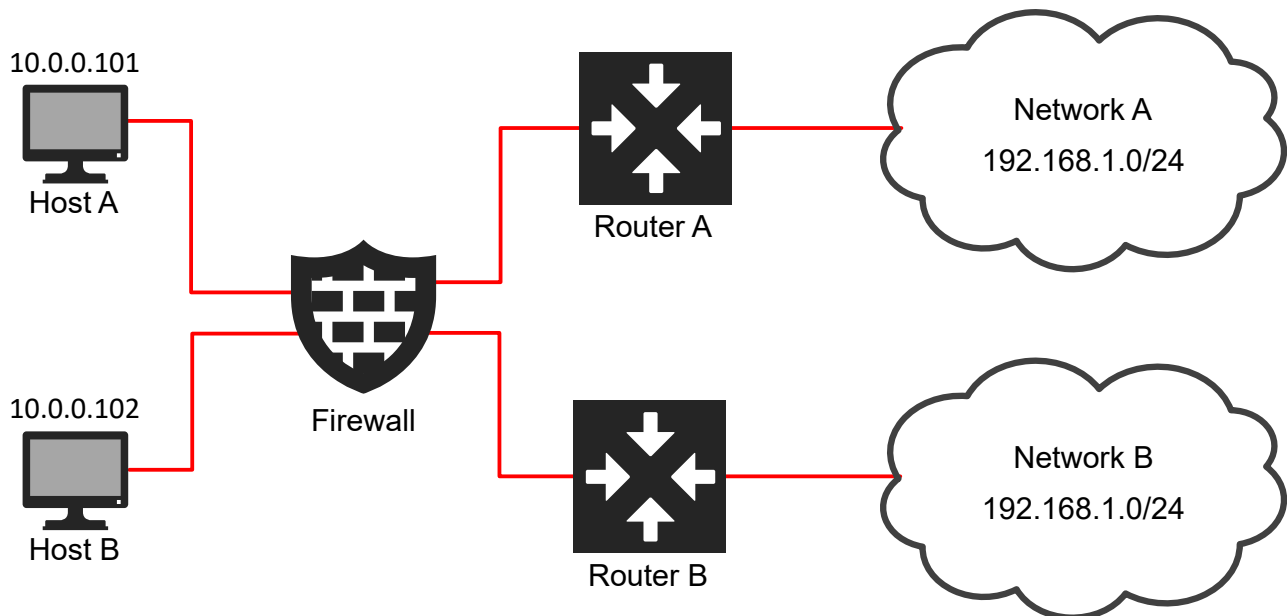 10.0.0.101
Host A
10.0.0.102
Host B
Firewall
Router A
Router B
Network A
192.168.1.0/24
Network B
192.168.1.0/24